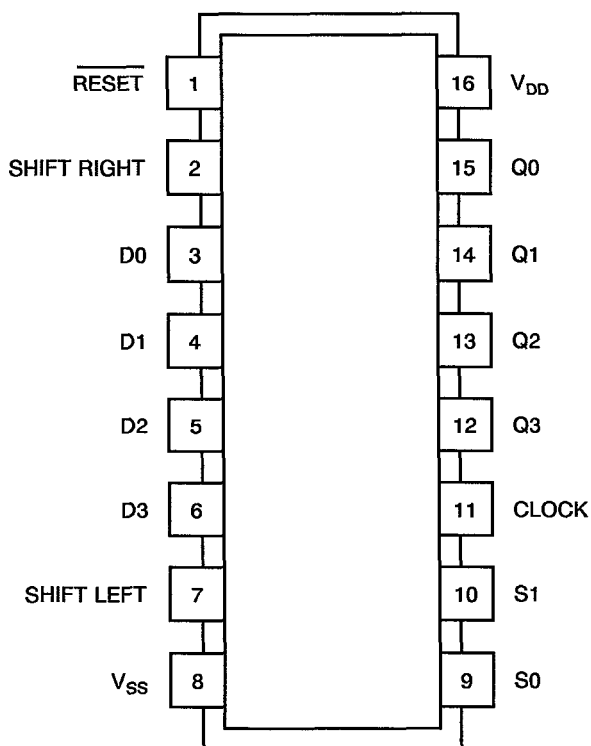 R̅E̅S̅E̅T̅ 1 16 VDD
SHIFT RIGHT 2 15 Q0
D0 3 14 Q1
D1 4 13 Q2
D2 5 12 Q3
D3 6 11 CLOCK
SHIFT LEFT 7 10 S1
VSS 8 9 S0